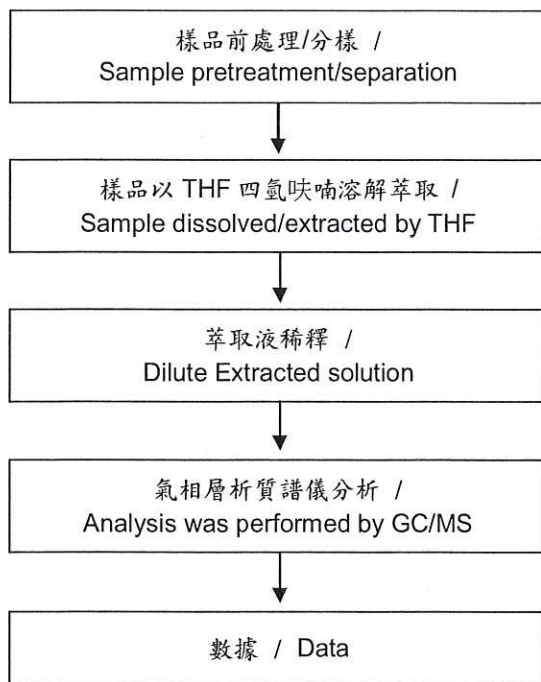 樣品前處理/分樣 /
Sample pretreatment/separation
樣品以 THF 四氫呋喃溶解萃取 /
Sample dissolved/extracted by THF
萃取液稀釋 /
Dilute Extracted solution
氣相層析質譜儀分析 /
Analysis was performed by GC/MS
數據 / Data